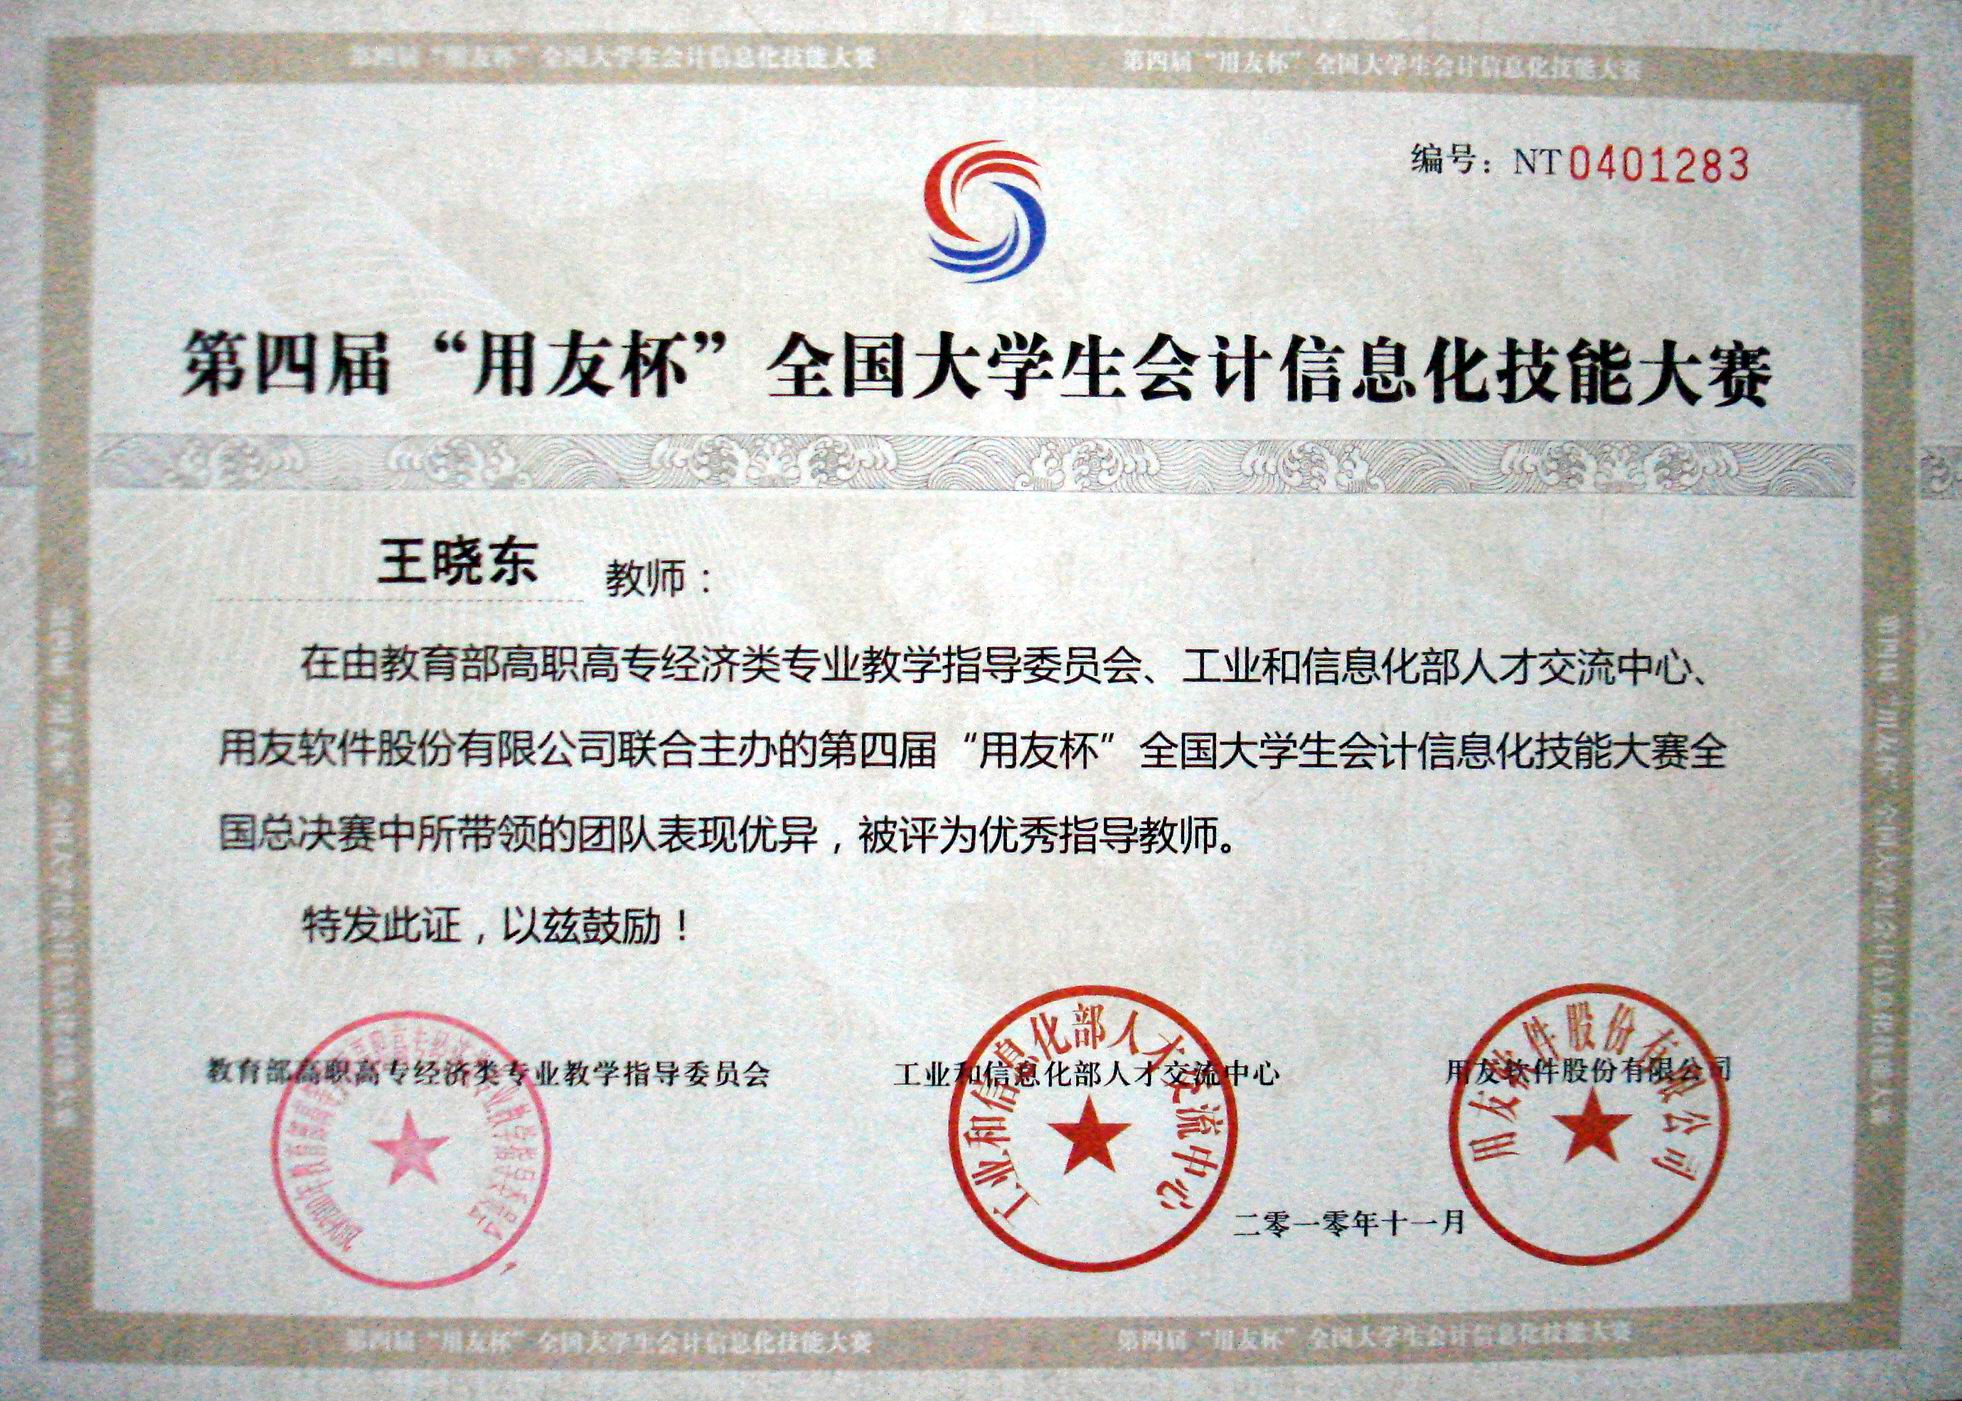 第四届“用友杯”全国大学生会计信息化技能大赛 第四届“用友杯”全国大学生会计信息化技能大赛
编号：NT0401283
第四届“用友杯”全国大学生会计信息化技能大赛
王晓东 教师：
在由教育部高职高专经济类专业教学指导委员会、工业和信息化部人才交流中心、
用友软件股份有限公司联合主办的第四届“用友杯”全国大学生会计信息化技能大赛全
国总决赛中所带领的团队表现优异，被评为优秀指导教师。
特发此证，以兹鼓励！
教育部高职高专经济类专业教学指导委员会 工业和信息化部人才交流中心 用友软件股份有限公司
工业和信息化部人才交流中心
用友软件股份有限公司
二零一零年十一月
第四届“用友杯”全国大学生会计信息化技能大赛 第四届“用友杯”全国大学生会计信息化技能大赛